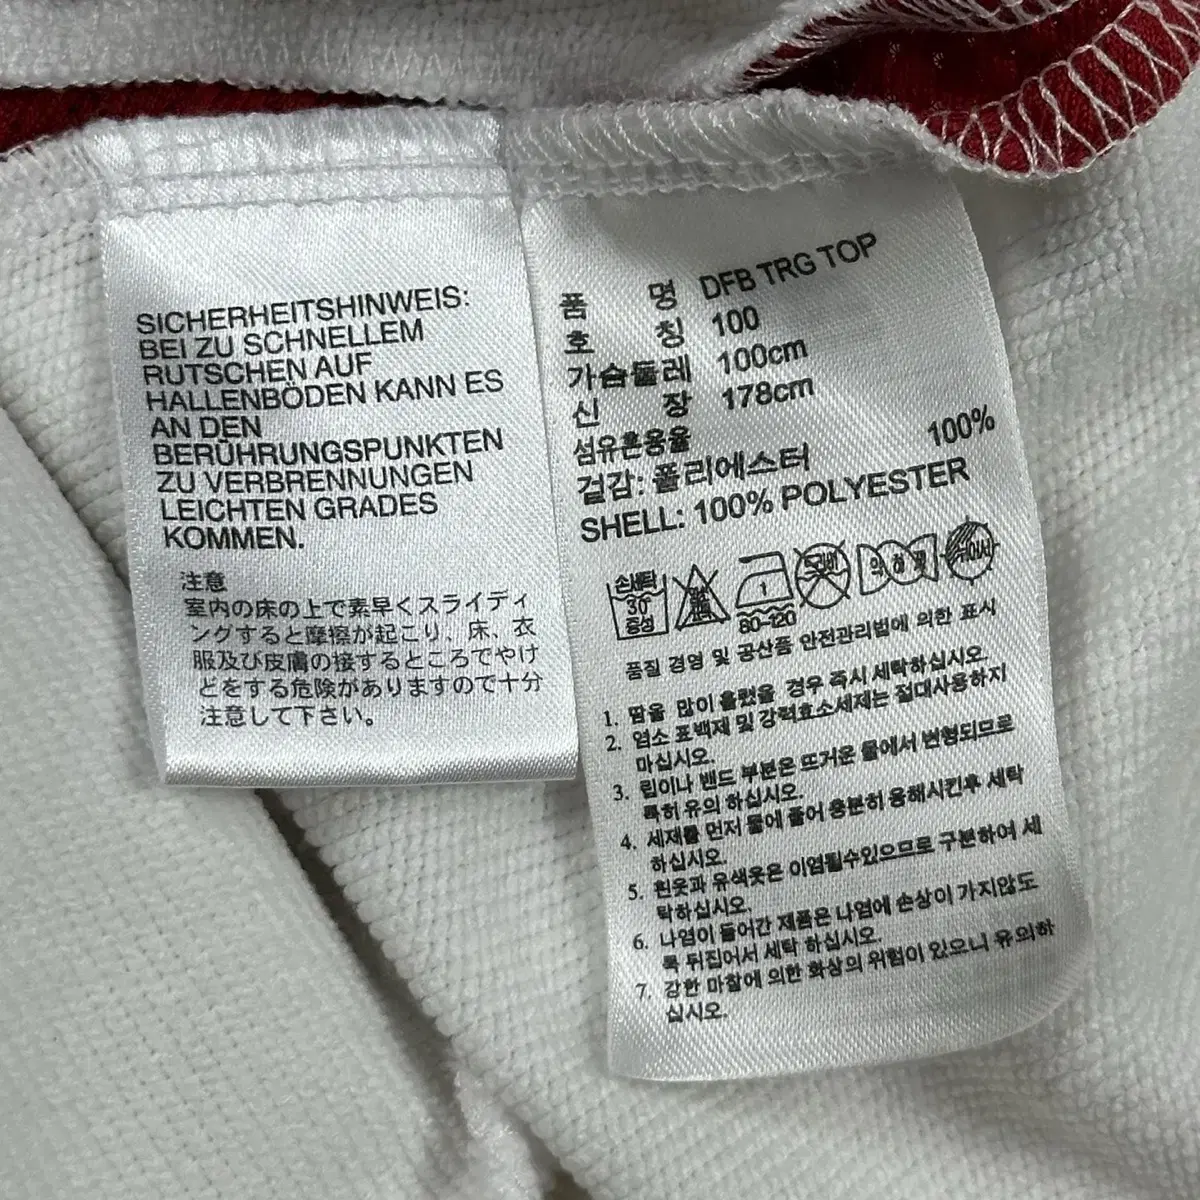 SICHERHEITSHINWEIS:
BEI ZU SCHNELLEM
RUTSCHEN AUF
HALLENBÖDEN KANN ES
AN DEN
BERÜHRUNGSPUNKTEN
ZU VERBRENNUNGEN
LEICHTEN GRADES
KOMMEN.
注意
室内の床の上で素早くスライディ
ングすると摩擦が起こり、床、衣
服及び皮膚の接するところでやけ
どをする危険がありますので十分
注意して下さい。
품 명 DFB TRG TOP
호 칭 100
가슴둘레 100cm
신 장 178cm
섬유혼용율
겉감: 폴리에스터 100%
SHELL: 100% POLYESTER
손세탁
30
중성
1
80-120
품질 경영 및 공산품 안전관리법에 의한 표시
1. 땀을 많이 흘렸을 경우 즉시 세탁하십시오.
2. 염소 표백제 및 강력효소세제는 절대사용하지
마십시오.
3. 립이나 밴드 부분은 뜨거운 물에서 변형되므로
특히 유의 하십시오.
4. 세제를 먼저 물에 풀어 충분히 용해시킨후 세탁
하십시오.
5. 흰옷과 유색옷은 이염될수있으므로 구분하여 세
탁하십시오.
6. 나염이 들어간 제품은 나염에 손상이 가지않도
록 뒤집어서 세탁 하십시오.
7. 강한 마찰에 의한 화상의 위험이 있으니 유의하
십시오.